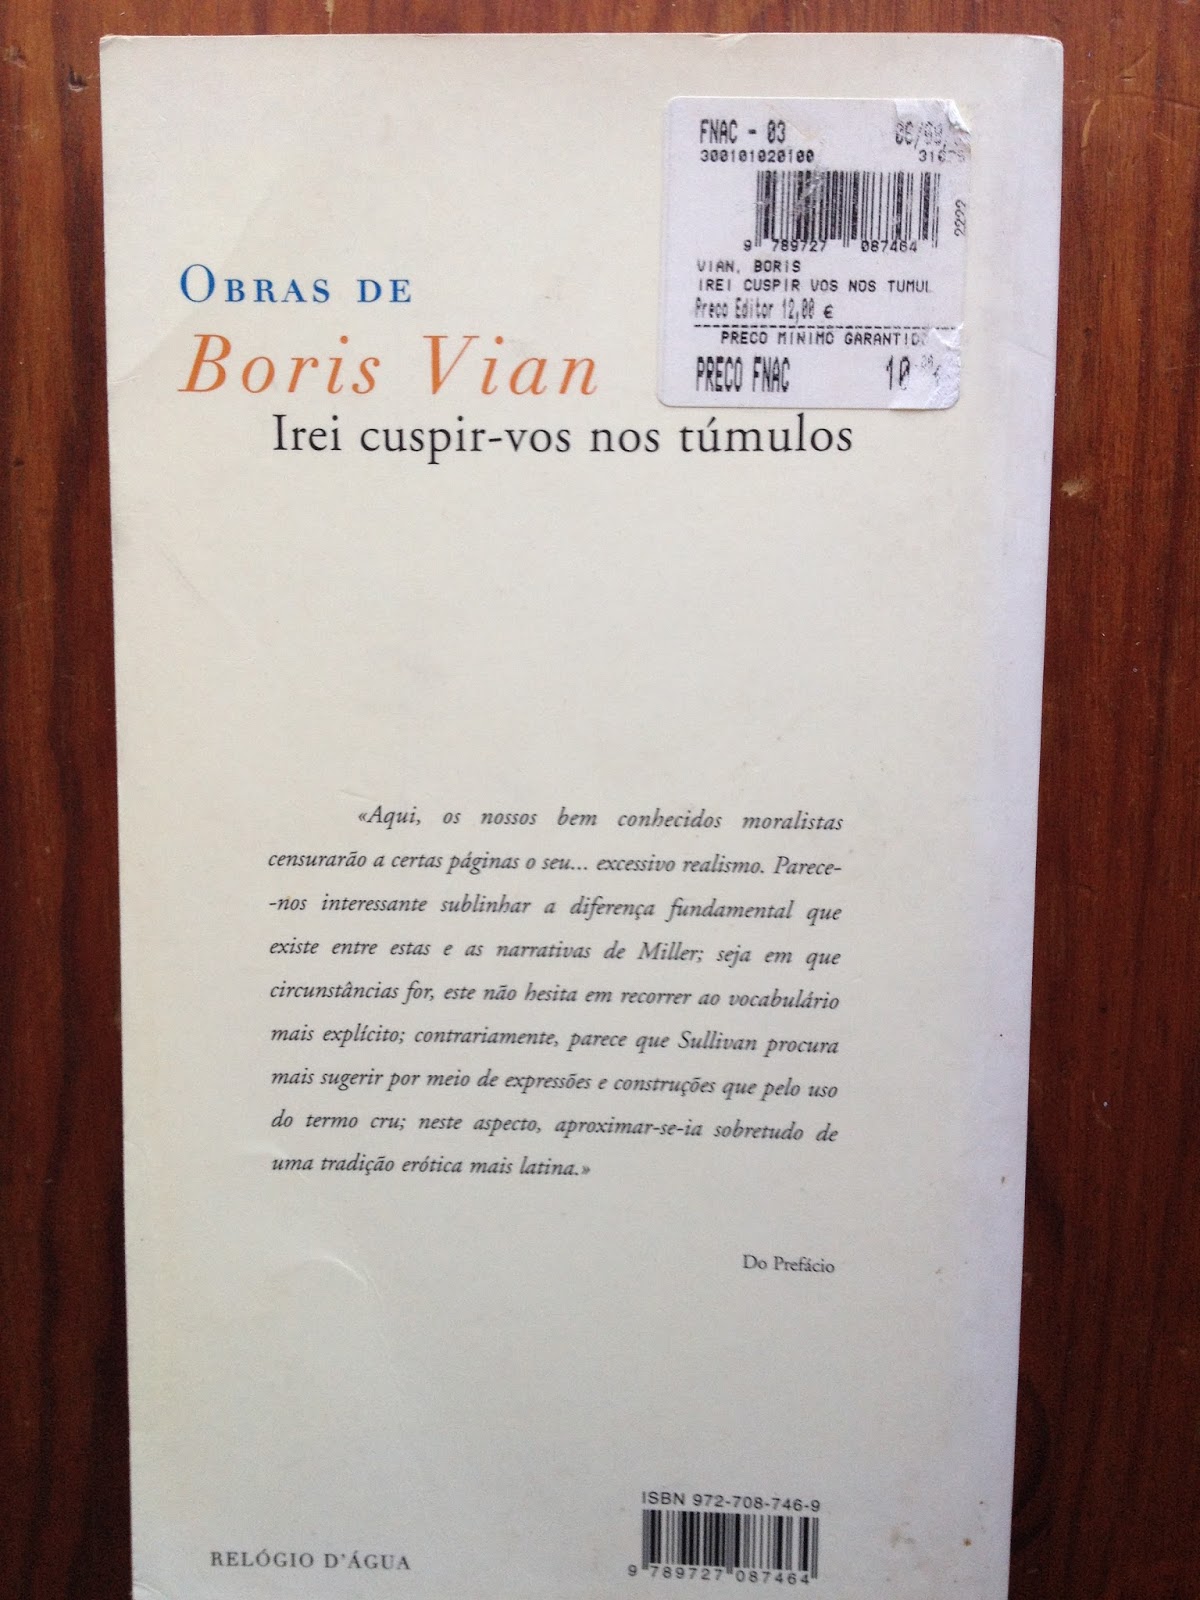 FNAC - 03
300101020100
2222
9 789727 087464
VIAN, BORIS
IREI CUSPIR VOS NOS TUMUL
Preco Editor 12,00 €
PRECO MINIMO GARANTIDO
PRECO FNAC 10
OBRAS DE
Boris Vian
Irei cuspir-vos nos túmulos
«Aqui, os nossos bem conhecidos moralistas
censurarão a certas páginas o seu... excessivo realismo. Parece-
-nos interessante sublinhar a diferença fundamental que
existe entre estas e as narrativas de Miller; seja em que
circunstâncias for, este não hesita em recorrer ao vocabulário
mais explícito; contrariamente, parece que Sullivan procura
mais sugerir por meio de expressões e construções que pelo uso
do termo cru; neste aspecto, aproximar-se-ia sobretudo de
uma tradição erótica mais latina.»
Do Prefácio
ISBN 972-708-746-9
9 789727 087464
RELÓGIO D'ÁGUA